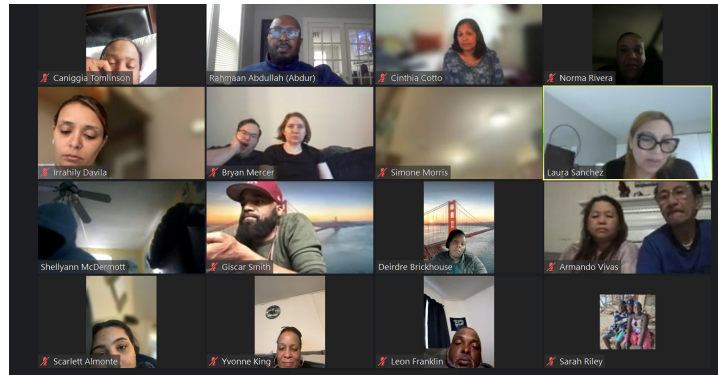 Caniggia Tomlinson
Rahmaan Abdullah (Abdur)
Cinthia Cotto
Norma Rivera
Irrahily Davila
Bryan Mercer
Simone Morris
Laura Sanchez
Shellyann McDermott
Giscar Smith
Deirdre Brickhouse
Armando Vivas
Scarlett Almonte
Yvonne King
Leon Franklin
Sarah Riley